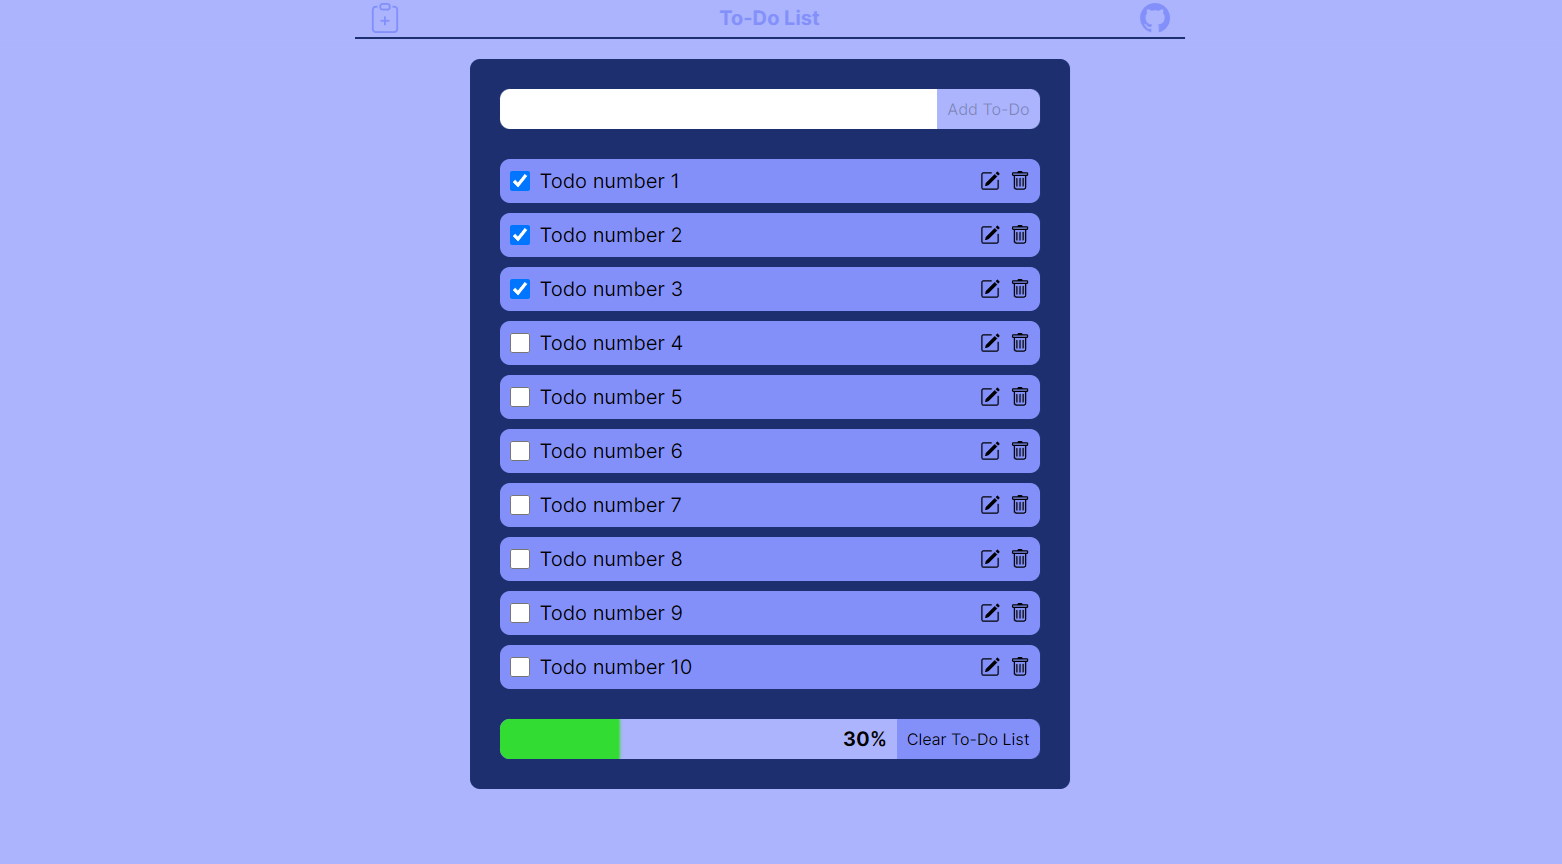 To-Do List
Add To-Do
Todo number 1
Todo number 2
Todo number 3
Todo number 4
Todo number 5
Todo number 6
Todo number 7
Todo number 8
Todo number 9
Todo number 10
30% Clear To-Do List